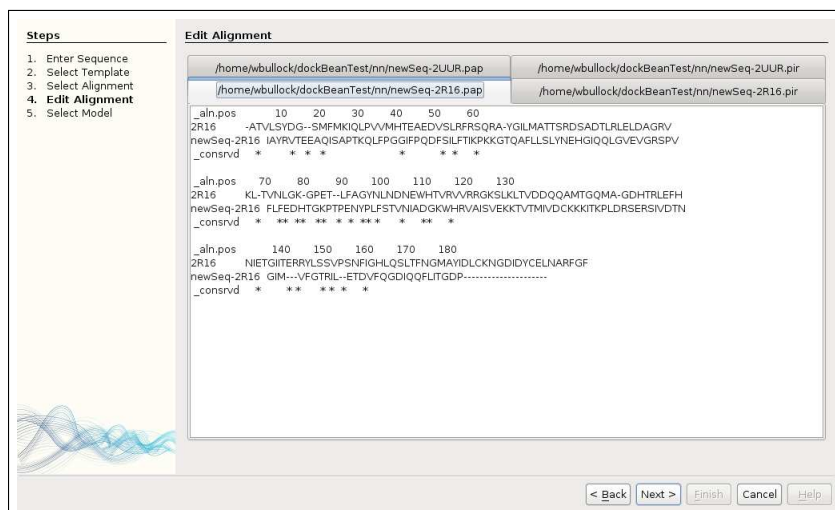 Steps
1. Enter Sequence
2. Select Template
3. Select Alignment
4. Edit Alignment
5. Select Model
Edit Alignment
/home/wbullock/dockBeanTest/nn/newSeq-2UUR.pap
/home/wbullock/dockBeanTest/nn/newSeq-2UUR.pir
/home/wbullock/dockBeanTest/nn/newSeq-2R16.pap
/home/wbullock/dockBeanTest/nn/newSeq-2R16.pir
_aln.pos 10 20 30 40 50 60
2R16 -ATVLSYDG--SMFMKIQLPVVMHTEAEDVSLRFRSQRA-YGILMATTSRDSADTLRLELDAGRV
newSeq-2R16 IAYRVTEEAQISAPTKQLFPGGIFPQDFSILFTIKPKKGTQAFLLSLYNEHGIQQLGVEVGRSPV
_consrvd * * * * * * * *
_aln.pos 70 80 90 100 110 120 130
2R16 KL-TVNLGK-GPET--LFAGYNLNDNEWHTVRVVRRGKSLKLTVDDQQAMTGQMA-GDHTRLEFH
newSeq-2R16 FLFEDHTGKPTPENYPLFSTVNIADGKWHRVAISVEKKTVTMIVDCKKKITKPLDRSERSIVDTN
_consrvd * ** ** ** * * *** * ** *
_aln.pos 140 150 160 170 180
2R16 NIETGIITERRYLSSVPSNFIGHLQSLTFNGMAYIDLCKNGDIDYCELNARFGF
newSeq-2R16 GIM---VFGTRIL--ETDVFQGDIQQFLITGDP---------------------
_consrvd * ** ** * *
< Back
Next >
Finish
Cancel
Help